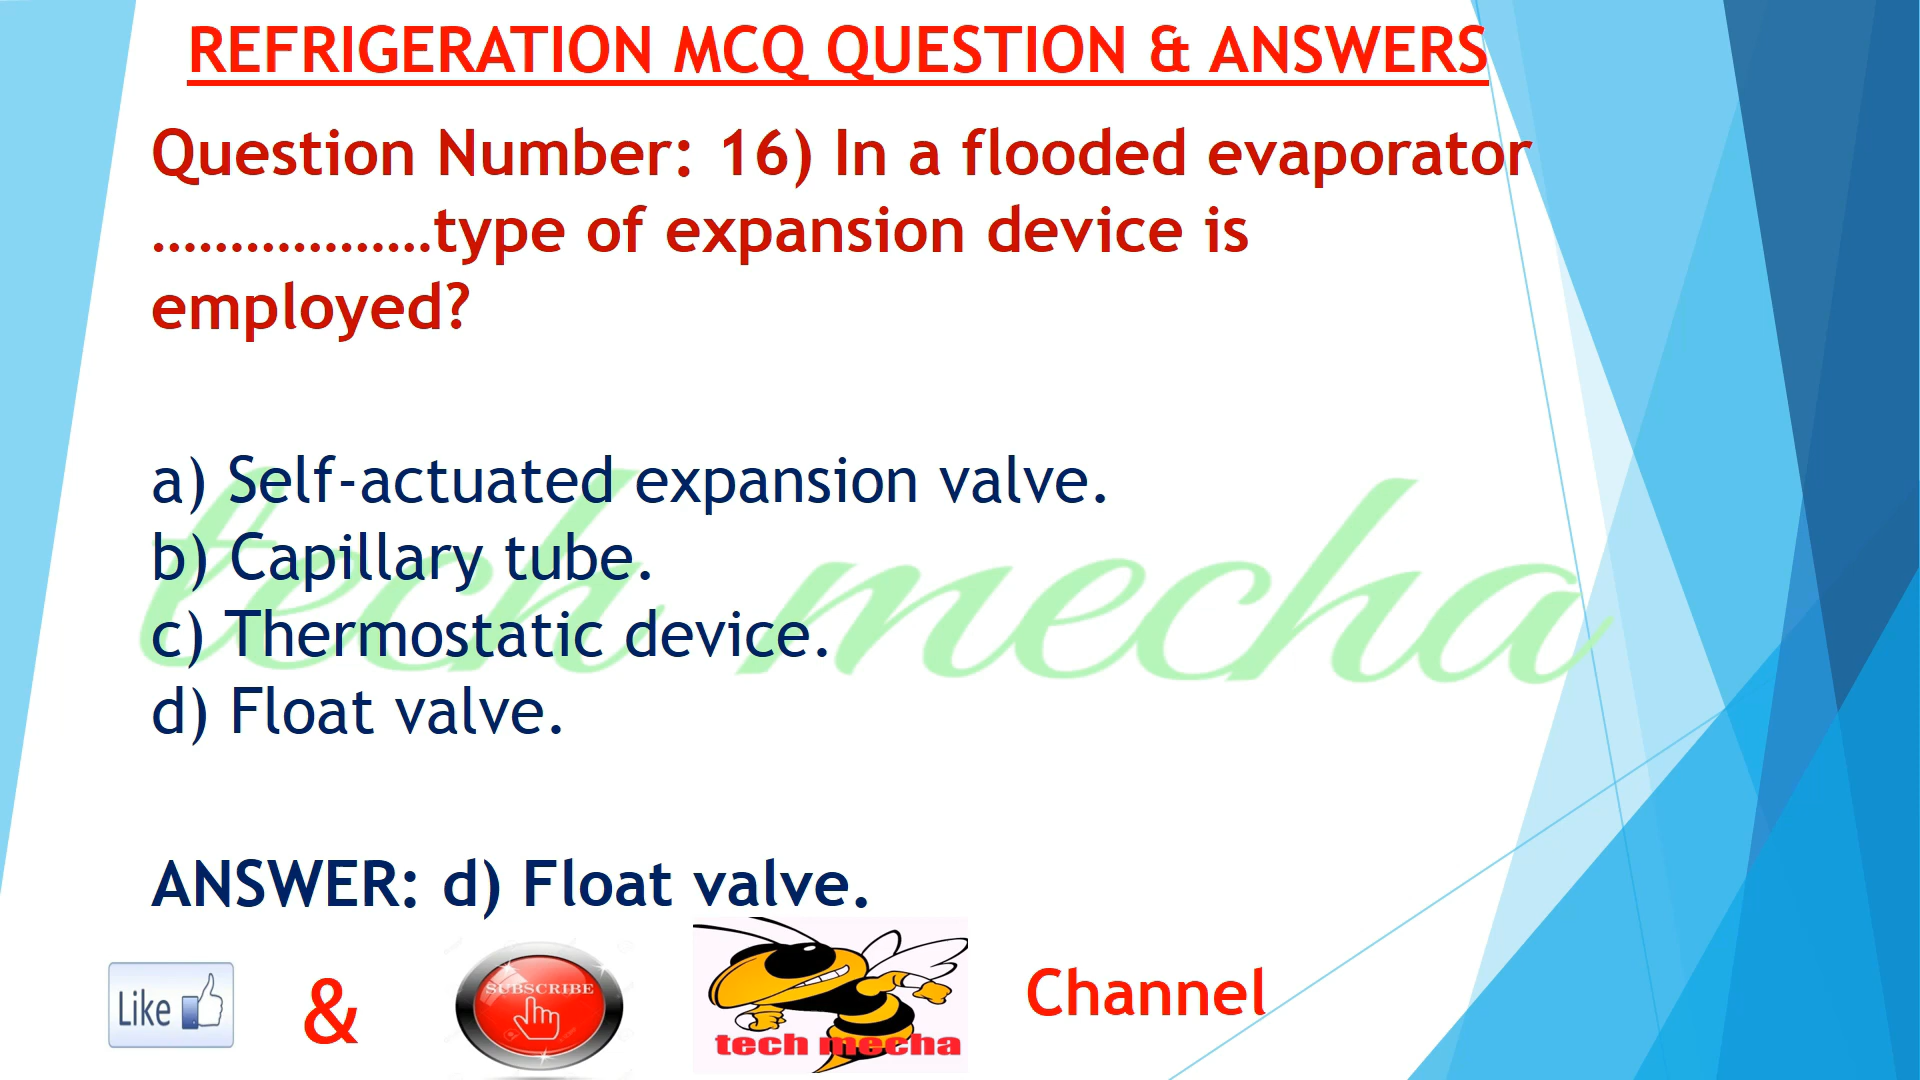 REFRIGERATION MCQ QUESTION & ANSWERS
Question Number: 16) In a flooded evaporator
..................type of expansion device is
employed?
a) Self-actuated expansion valve.
b) Capillary tube.
c) Thermostatic device.
d) Float valve.
tech mecha
ANSWER: d) Float valve.
Like & SUBSCRIBE tech mecha Channel